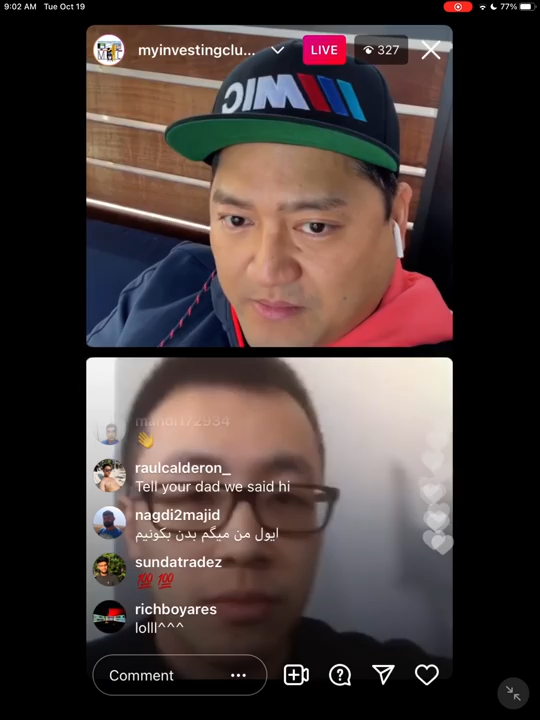 9:02 AM Tue Oct 19
77%
myinvestingclu...
LIVE
327
MIC
mandri72934
👋
raulcalderon_
Tell your dad we said hi
nagdi2majid
ایول من میگم بدن بکونیم
sundatradez
💯 💯
richboyares
lolll^^^
Comment